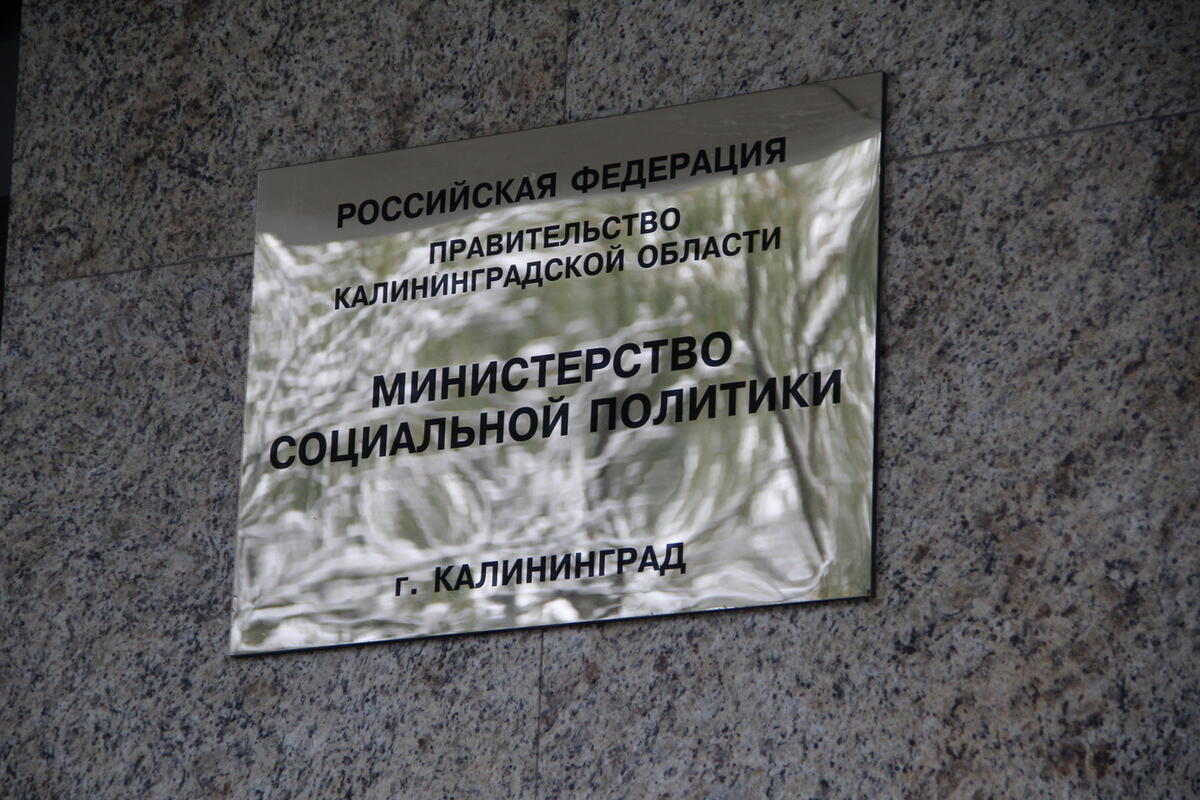 РОССИЙСКАЯ ФЕДЕРАЦИЯ
ПРАВИТЕЛЬСТВО
КАЛИНИНГРАДСКОЙ ОБЛАСТИ
МИНИСТЕРСТВО
СОЦИАЛЬНОЙ ПОЛИТИКИ
г. КАЛИНИНГРАД